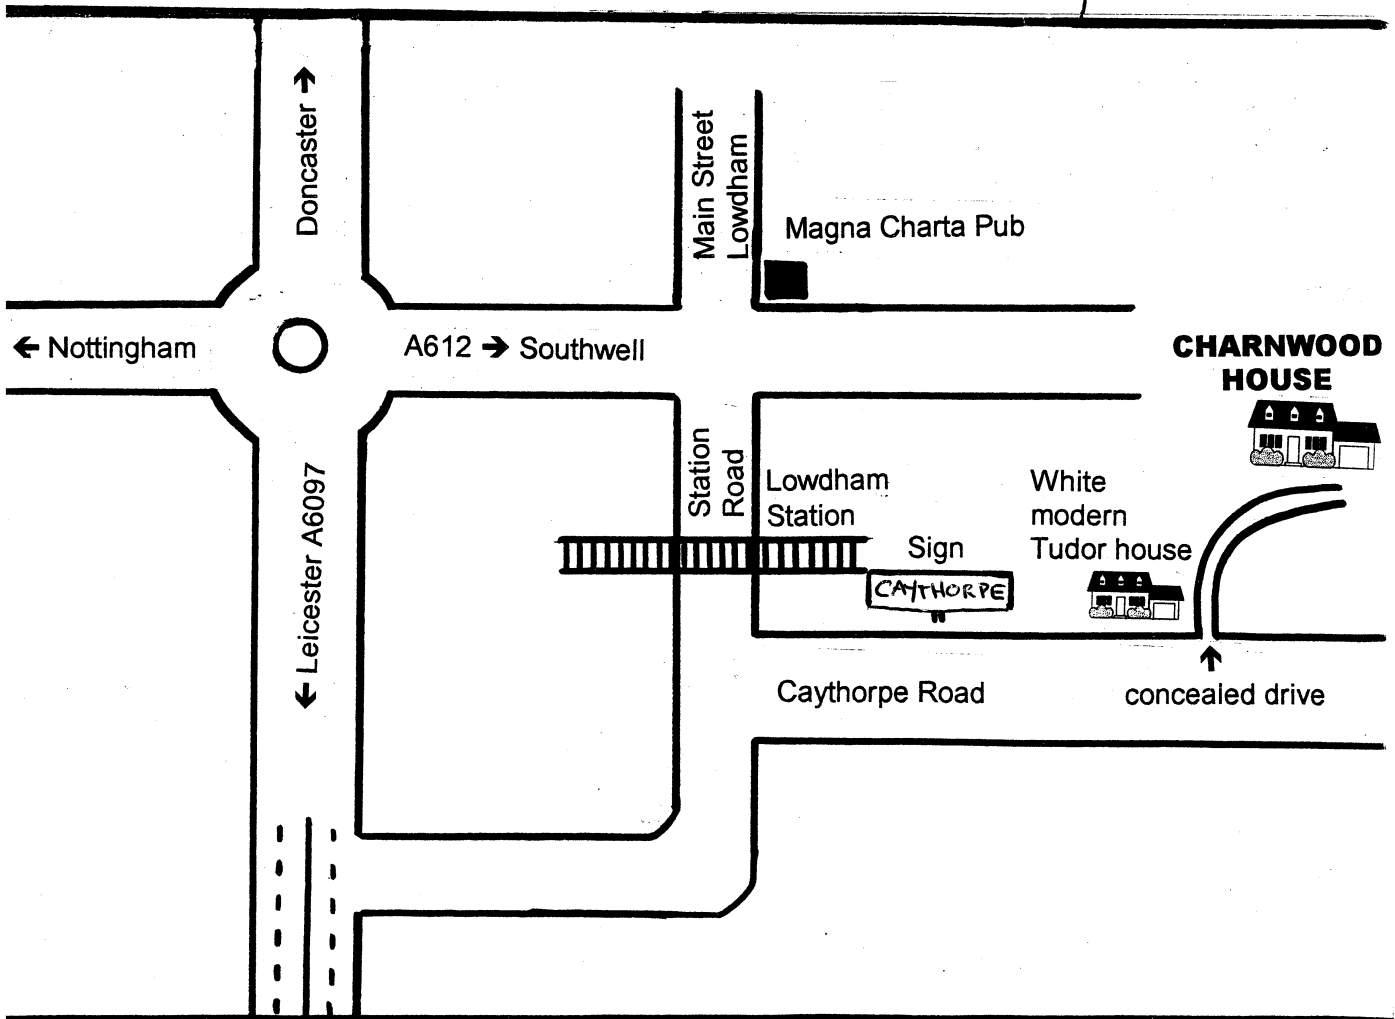 Doncaster →
Main Street
Lowdham
Magna Charta Pub
← Nottingham
A612 → Southwell
CHARNWOOD
HOUSE
← Leicester A6097
Station
Road
Lowdham
Station
Sign
CAYTHORPE
White
modern
Tudor house
Caythorpe Road
concealed drive